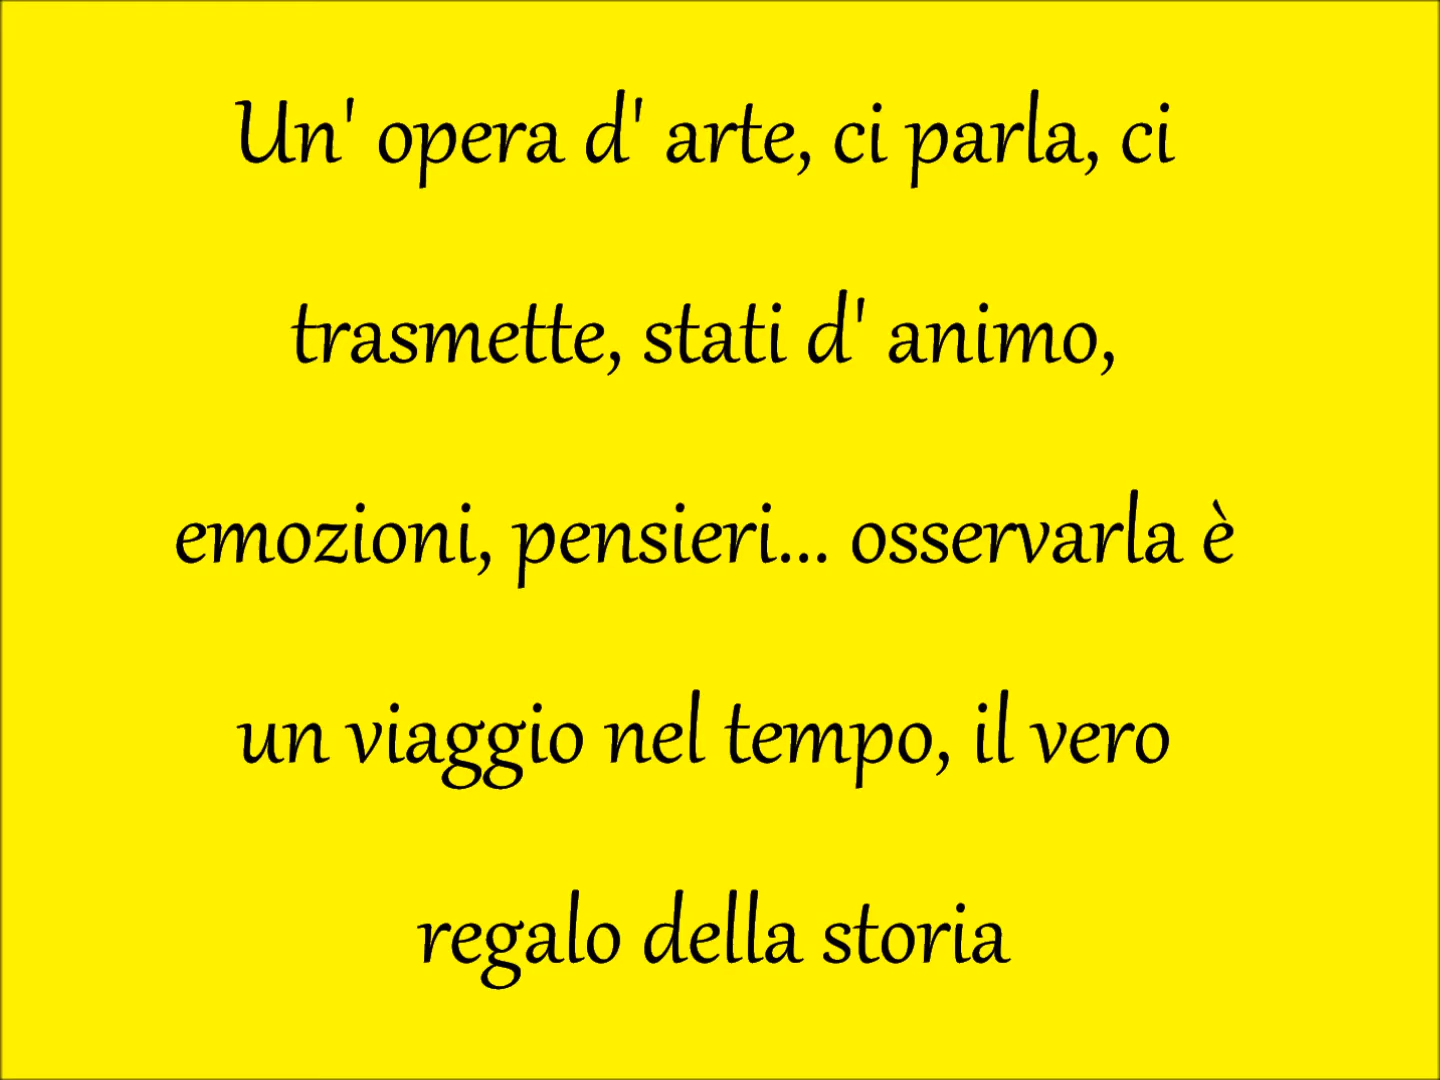 Un' opera d' arte, ci parla, ci
trasmette, stati d' animo,
emozioni, pensieri... osservarla è
un viaggio nel tempo, il vero
regalo della storia